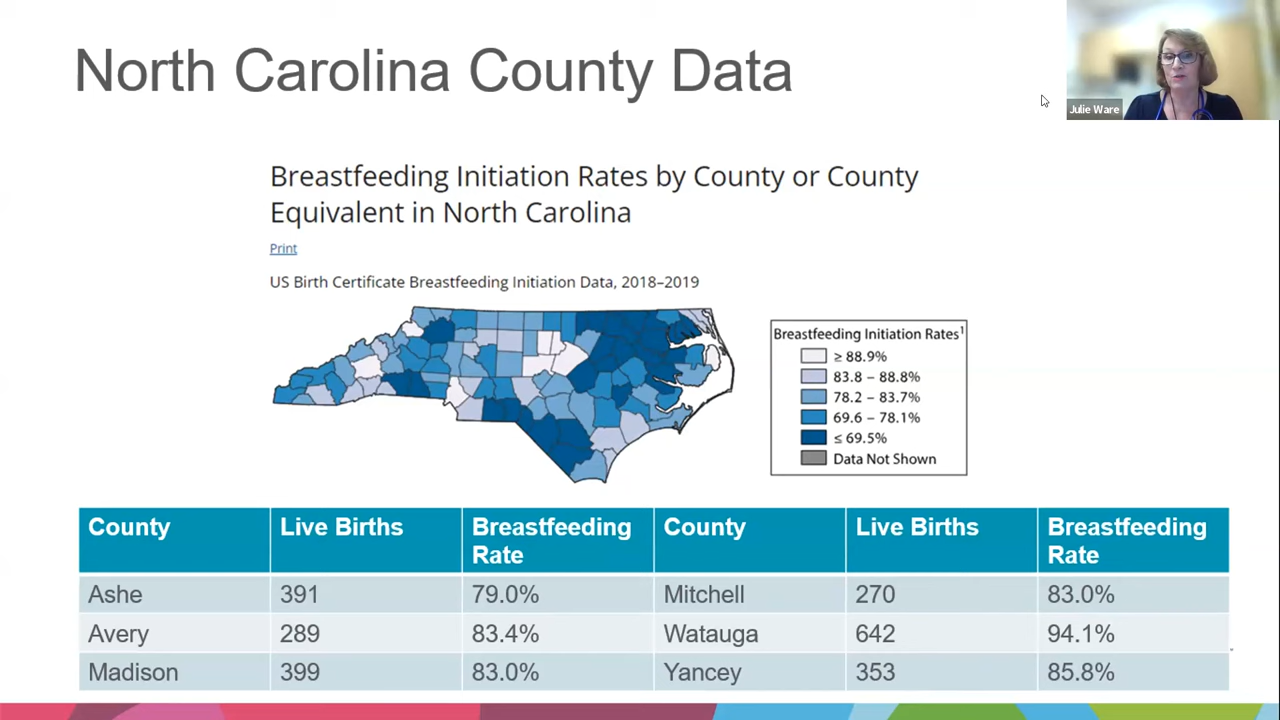 North Carolina County Data
Julie Ware
Breastfeeding Initiation Rates by County or County
Equivalent in North Carolina
Print
US Birth Certificate Breastfeeding Initiation Data, 2018–2019
Breastfeeding Initiation Rates¹
≥ 88.9%
83.8 – 88.8%
78.2 – 83.7%
69.6 – 78.1%
≤ 69.5%
Data Not Shown
County Live Births Breastfeeding Rate County Live Births Breastfeeding Rate
Ashe 391 79.0% Mitchell 270 83.0%
Avery 289 83.4% Watauga 642 94.1%
Madison 399 83.0% Yancey 353 85.8%